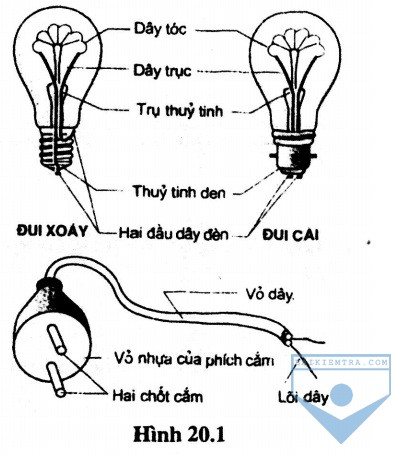 Dây tóc
Dây trục
Trụ thuỷ tinh
Thuỷ tinh đen
ĐUI XOÁY
Hai đầu dây đèn
ĐUI CÀI
Vỏ dây
Vỏ nhựa của phích cắm
Hai chốt cắm
Lõi dây
Hình 20.1